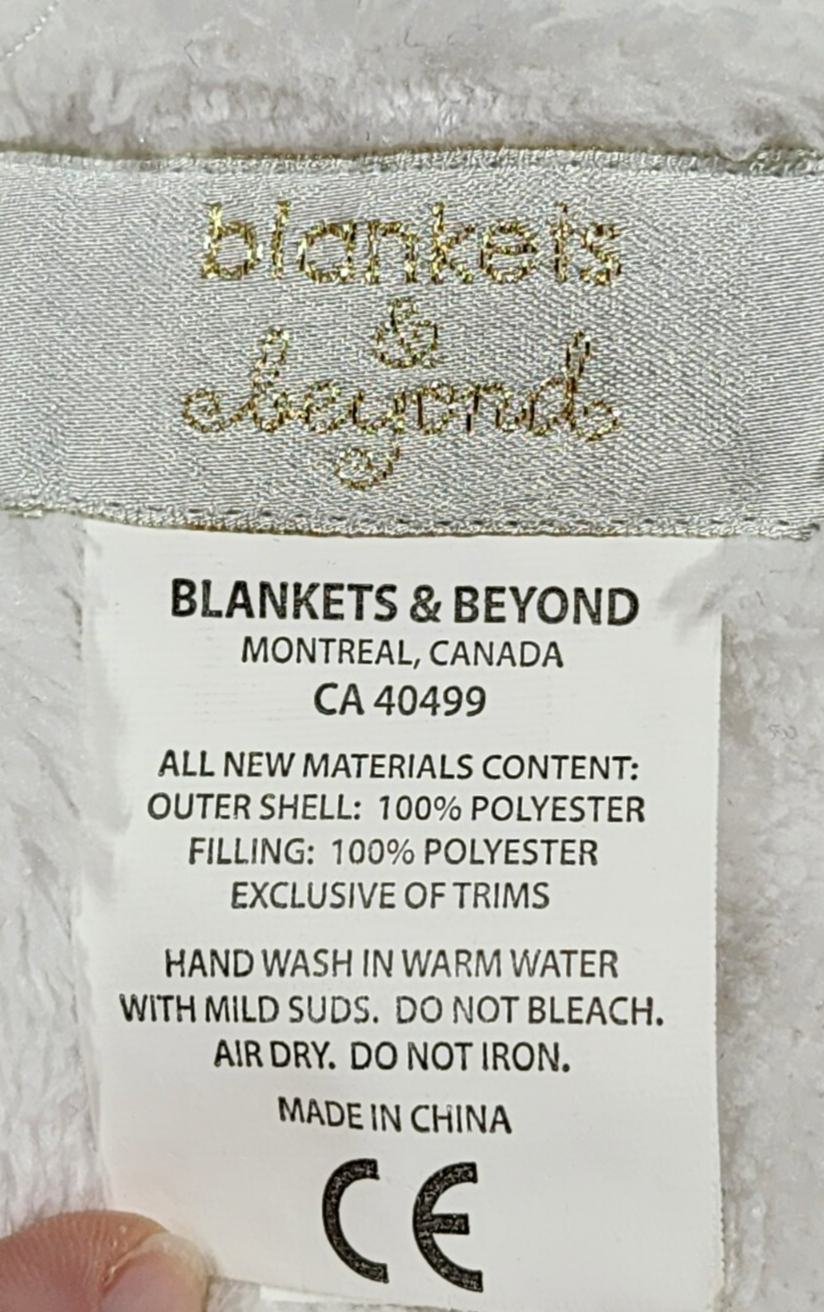 blankets
&
beyond
BLANKETS & BEYOND
MONTREAL, CANADA
CA 40499
ALL NEW MATERIALS CONTENT:
OUTER SHELL: 100% POLYESTER
FILLING: 100% POLYESTER
EXCLUSIVE OF TRIMS
HAND WASH IN WARM WATER
WITH MILD SUDS. DO NOT BLEACH.
AIR DRY. DO NOT IRON.
MADE IN CHINA
CE